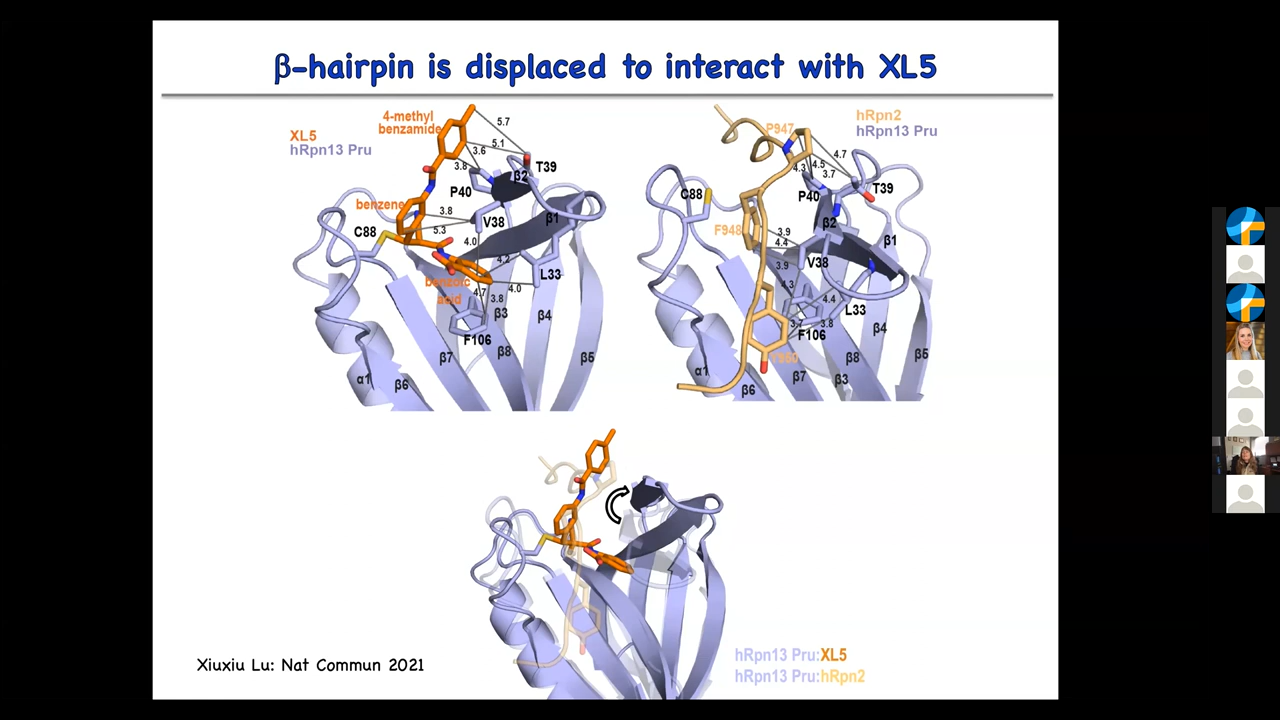 β-hairpin is displaced to interact with XL5
XL5
hRpn13 Pru
4-methyl
benzamide
5.7
5.1
3.6
3.8
T39
β2
P40
benzene
3.8
V38
β1
C88
5.3
4.0
4.2
L33
benzoic
acid
4.7
3.8
4.0
β3
β4
F106
β7
β8
β5
α1
β6
hRpn2
hRpn13 Pru
P947
4.7
4.5
4.3
3.7
T39
C88
P40
F948
β2
3.9
4.4
β1
V38
3.9
4.3
4.4
L33
3.7
3.8
F106
β4
Y950
β8
β5
α1
β7
β3
β6
hRpn13 Pru:XL5
hRpn13 Pru:hRpn2
Xiuxiu Lu: Nat Commun 2021